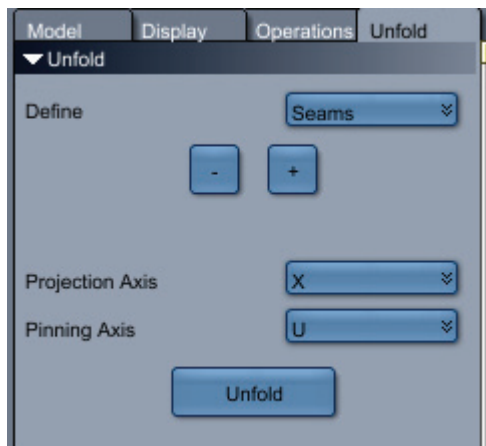 Model Display Operations Unfold
Unfold
Define Seams
- +
Projection Axis X
Pinning Axis U
Unfold